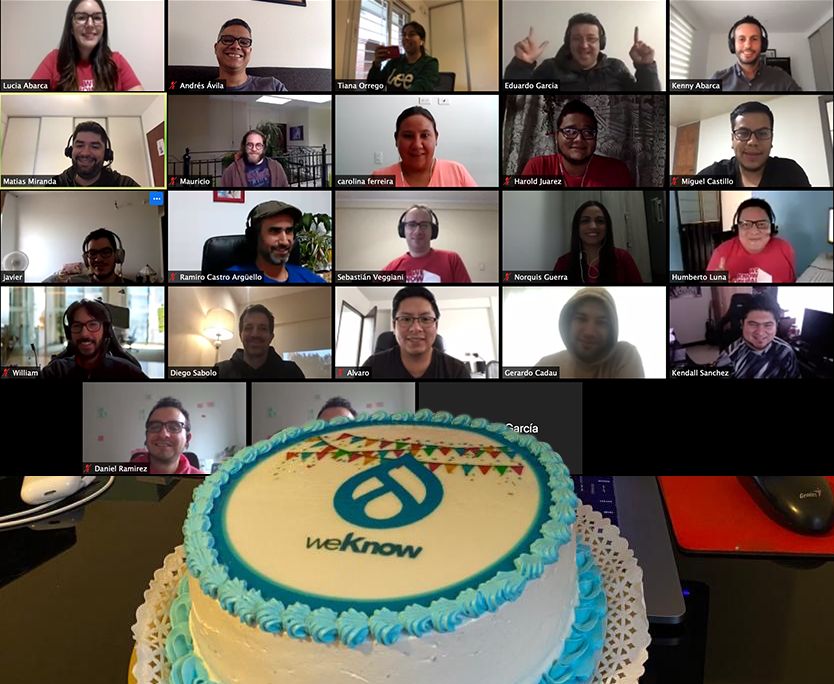 Lucia Abarca
Andrés Ávila
Tiana Orrego
Eduardo Garcia
Kenny Abarca
Matias Miranda
Mauricio
carolina ferreira
Harold Juarez
Miguel Castillo
javier
Ramiro Castro Argüello
Sebastián Veggiani
Norquis Guerra
Humberto Luna
William
Diego Sabolo
Alvaro
Gerardo Cadau
Kendall Sanchez
Daniel Ramirez
García
weKnow
Genius